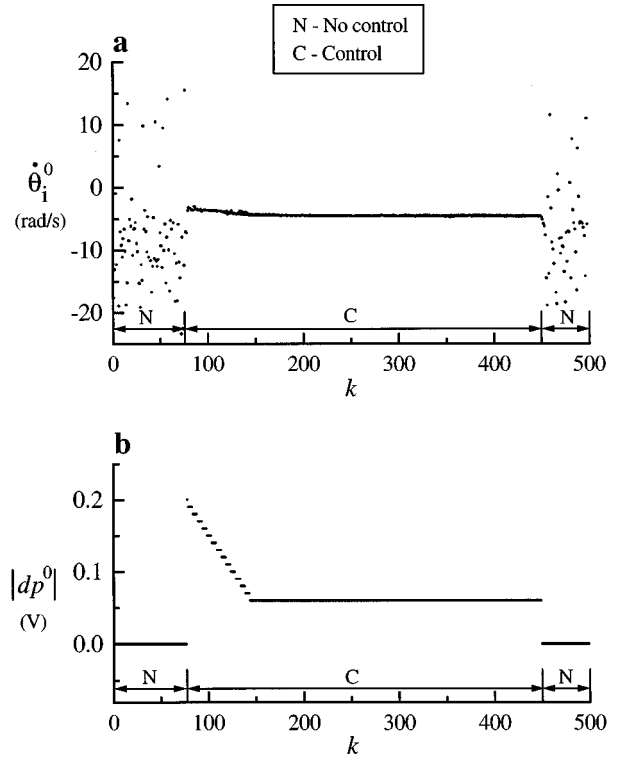 N - No control
C - Control
a
20
10
0
-10
-20
θ̇ᵢ⁰
(rad/s)
N
C
N
0
100
200
300
400
500
k
b
0.2
0.1
0.0
|dp⁰|
(V)
N
C
N
0
100
200
300
400
500
k